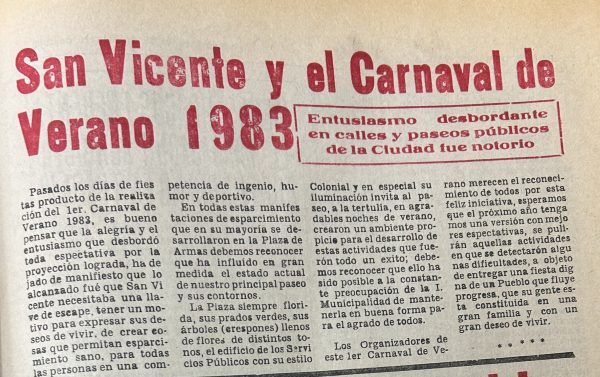 San Vicente y el Carnaval de
Verano 1983
Entusiasmo desbordante
en calles y paseos públicos
de la Ciudad fue notorio
Pasados los días de fies
tas producto de la realiza
ción del 1er. Carnaval de
Verano 1983, es bueno
pensar que la alegría y el
entusiasmo que desbordó
toda espectativa por la
proyección lograda, ha de
jado de manifiesto que lo
alcanzado fué que San Vi
cente necesitaba una lla-
ve de escape, tener un mo-
tivo para expresar sus de-
seos de vivir, de crear co-
sas que permitan esparci-
miento sano, para todas
las personas en una com-
petencia de ingenio, hu-
mor y deportivo.
En todas estas manifes
taciones de esparcimiento
que en su mayoría se de-
sarrollaron en la Plaza de
Armas debemos reconocer
que ha influído en gran
medida el estado actual
de nuestro principal paseo
y sus contornos.
La Plaza siempre flori-
da, sus prados verdes, sus
árboles (crespones) llenos
de flores de distintos to-
nos, el edificio de los Servi
cios Públicos con su estilo
Colonial y en especial su
iluminación invita al pa-
seo, a la tertulia, en agra-
dables noches de verano,
crearon un ambiente pro-
picio para el desarrollo de
estas actividades que fue-
rón todo un exito; debe-
mos reconocer que ello ha
sido posible a la constan-
te preocupación de la I.
Municipalidad de mante-
nerla en buena forma pa-
ra el agrado de todos.
Los Organizadores de
este 1er Carnaval de Ve-
rano merecen el reconoci-
miento de todos por esta
feliz iniciativa, esperamos
que el próximo año tenga
mos una versión con mejo
res espectativas, se puli-
rán aquellas actividades
en que se detectarón algu
nas dificultades, a objeto
de entregar una fiesta dig
na de un Pueblo que fluye
progresa, que su gente es-
ta constituida en una
gran familia y con un
gran deseo de vivir.
* * * * *